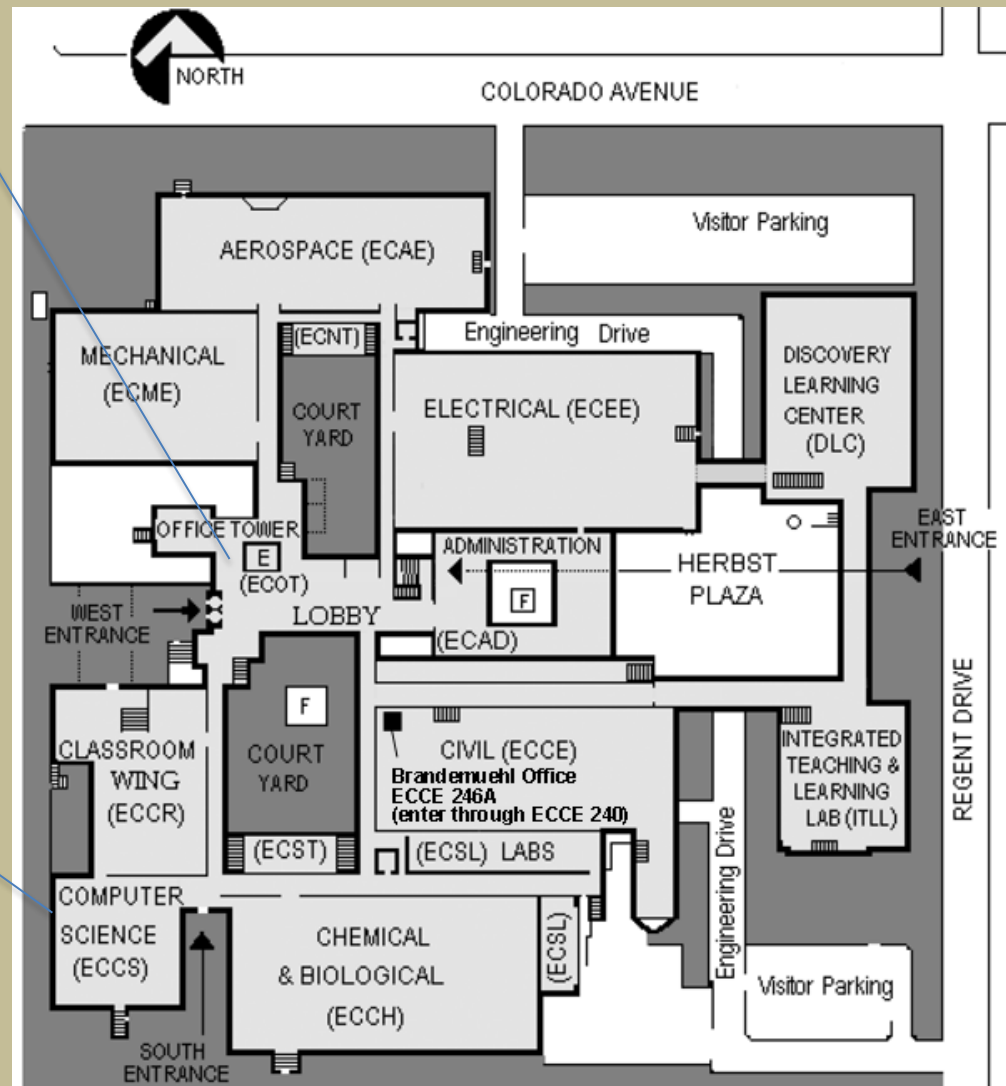 NORTH
COLORADO AVENUE
Visitor Parking
AEROSPACE (ECAE)
(ECNT)
Engineering Drive
MECHANICAL
(ECME)
COURT
YARD
ELECTRICAL (ECEE)
DISCOVERY
LEARNING
CENTER
(DLC)
OFFICE TOWER
E
(ECOT)
ADMINISTRATION
F
(ECAD)
HERBST
PLAZA
EAST
ENTRANCE
WEST
ENTRANCE
LOBBY
REGENT DRIVE
CLASSROOM
WING
(ECCR)
F
COURT
YARD
CIVIL (ECCE)
Brandemuehl Office
ECCE 246A
(enter through ECCE 240)
INTEGRATED
TEACHING &
LEARNING
LAB (ITLL)
(ECST)
(ECSL) LABS
Engineering Drive
COMPUTER
SCIENCE
(ECCS)
CHEMICAL
& BIOLOGICAL
(ECCH)
(ECSL)
Visitor Parking
SOUTH
ENTRANCE